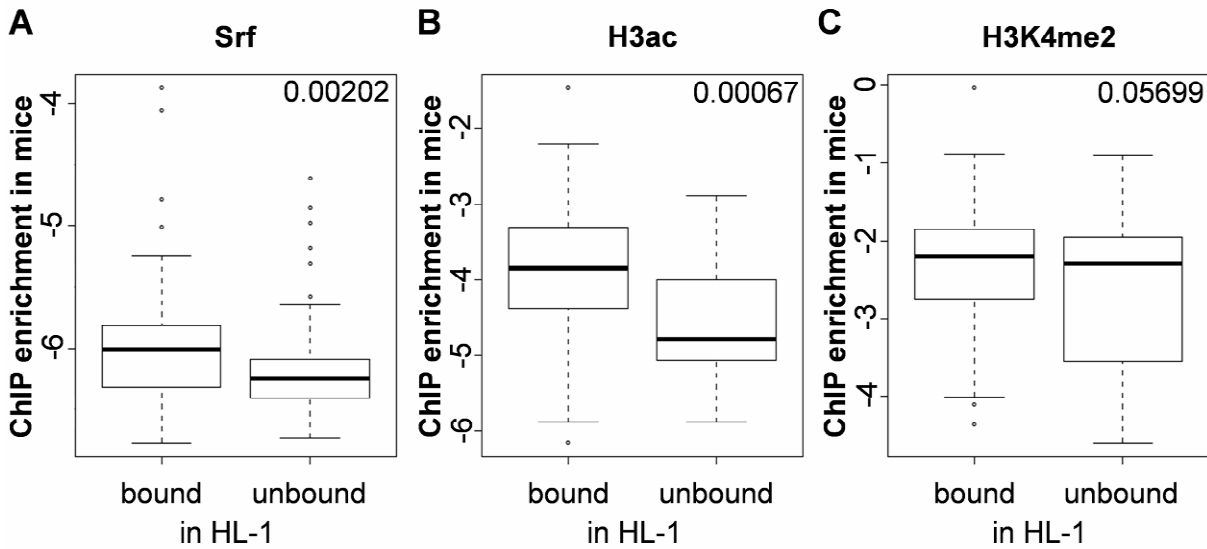 A
Srf
ChIP enrichment in mice
-4
-5
-6
0.00202
bound unbound
in HL-1
B
H3ac
ChIP enrichment in mice
-2
-3
-4
-5
-6
0.00067
bound unbound
in HL-1
C
H3K4me2
ChIP enrichment in mice
0
-1
-2
-3
-4
0.05699
bound unbound
in HL-1